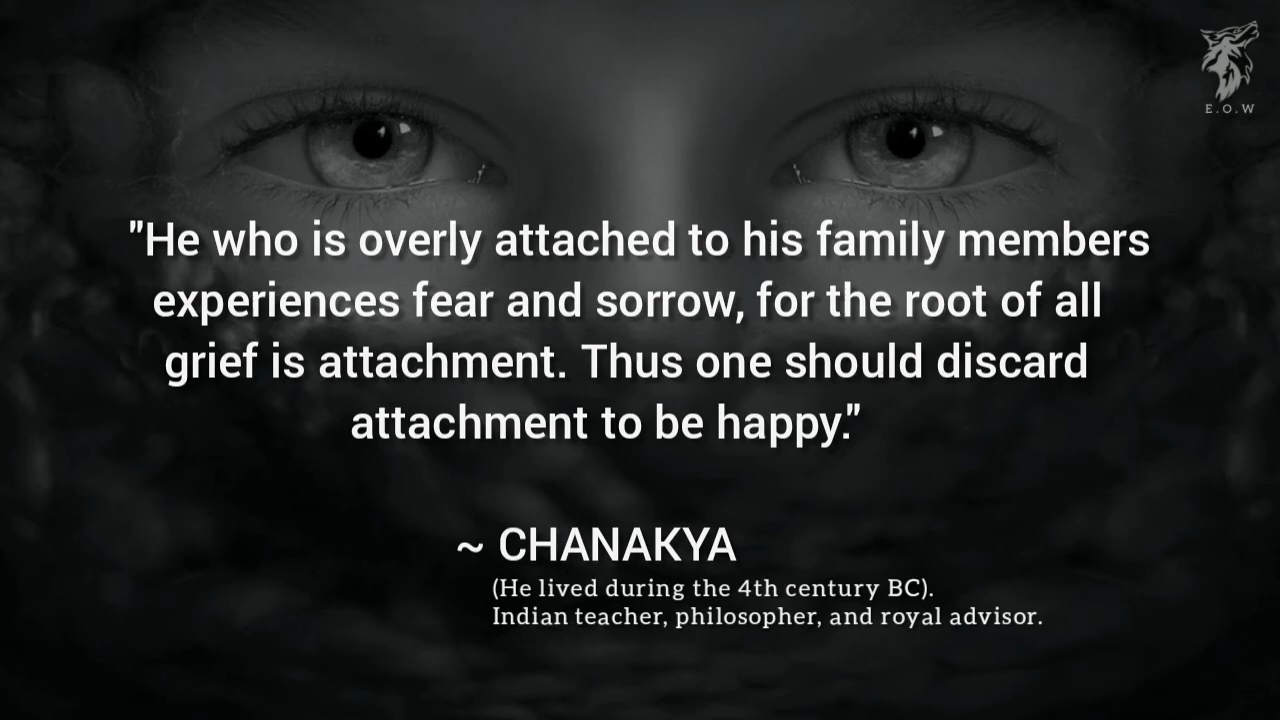 E.O.W
"He who is overly attached to his family members
experiences fear and sorrow, for the root of all
grief is attachment. Thus one should discard
attachment to be happy."
~ CHANAKYA
(He lived during the 4th century BC).
Indian teacher, philosopher, and royal advisor.